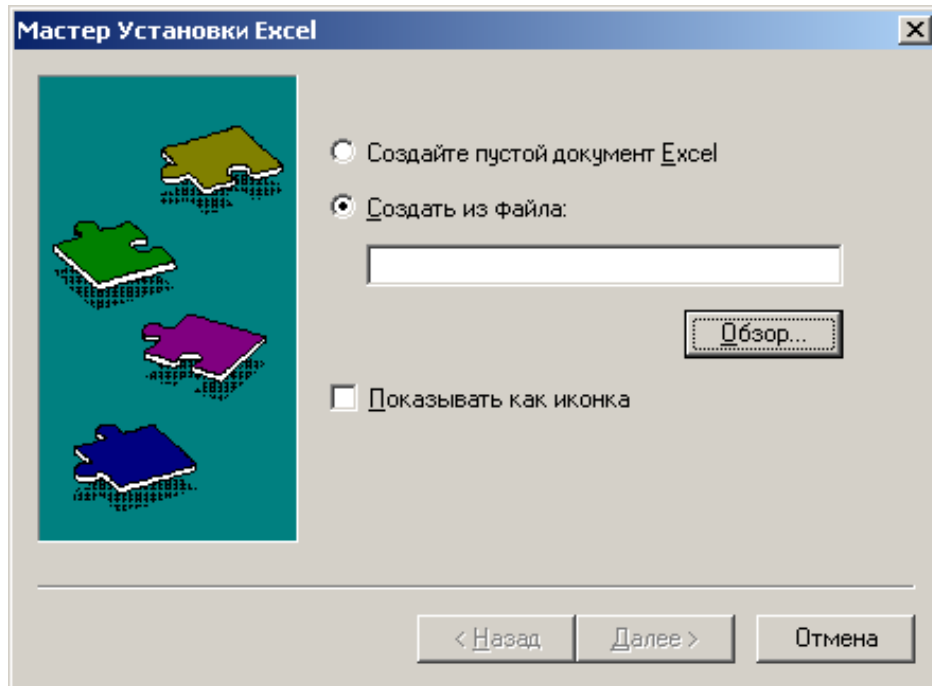 Мастер Установки Excel
Создайте пустой документ Excel
Создать из файла:
Обзор...
Показывать как иконка
< Назад
Далее >
Отмена